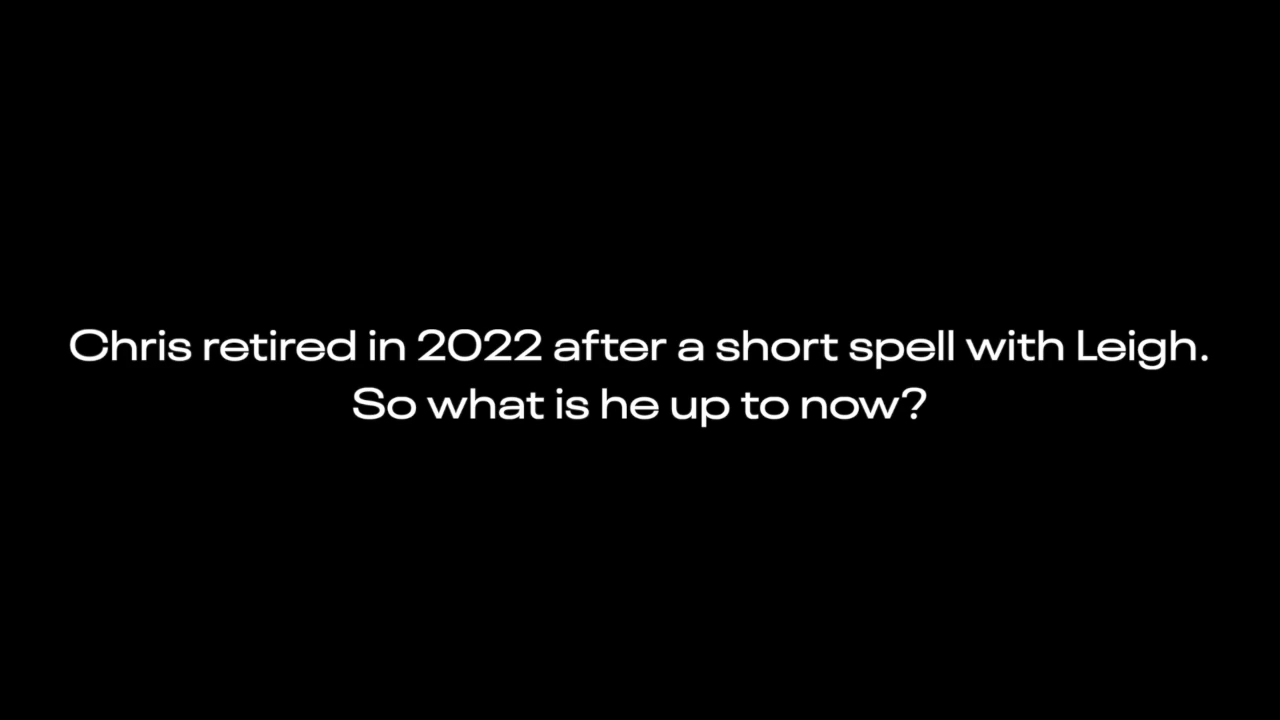 Chris retired in 2022 after a short spell with Leigh.
So what is he up to now?